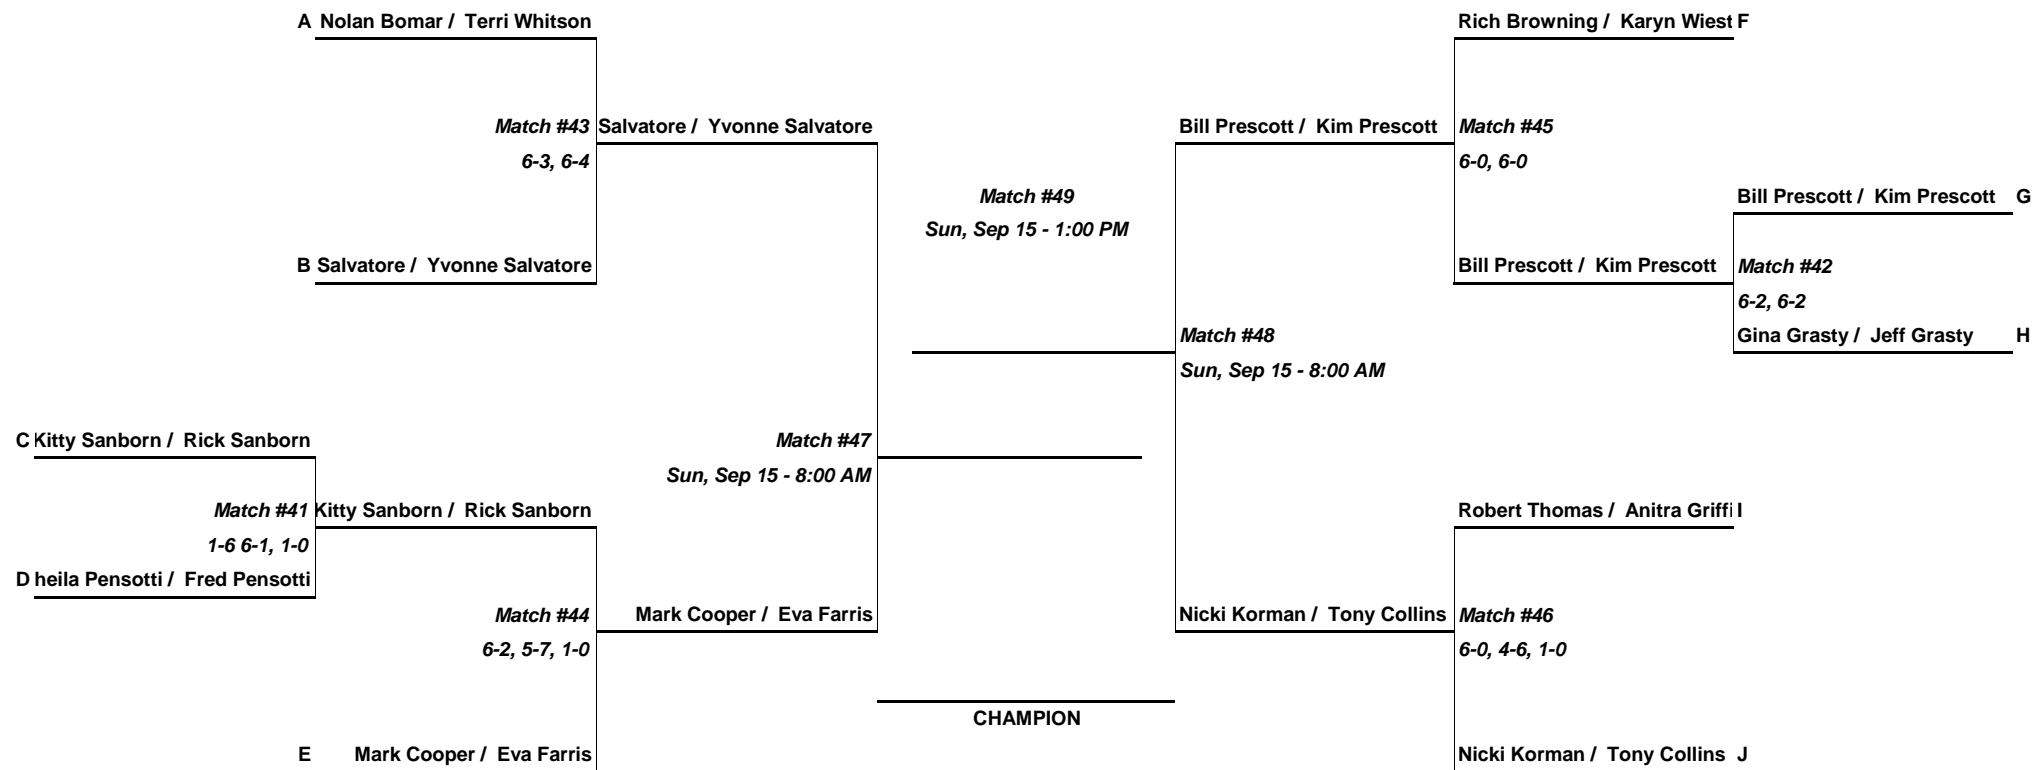 A Nolan Bomar / Terri Whitson
Rich Browning / Karyn Wiest F
Match #43 Salvatore / Yvonne Salvatore
Bill Prescott / Kim Prescott Match #45
6-3, 6-4
6-0, 6-0
Match #49
Bill Prescott / Kim Prescott G
Sun, Sep 15 - 1:00 PM
B Salvatore / Yvonne Salvatore
Bill Prescott / Kim Prescott Match #42
6-2, 6-2
Match #48
Gina Grasty / Jeff Grasty H
Sun, Sep 15 - 8:00 AM
C Kitty Sanborn / Rick Sanborn
Match #47
Sun, Sep 15 - 8:00 AM
Match #41 Kitty Sanborn / Rick Sanborn
Robert Thomas / Anitra Griffi I
1-6 6-1, 1-0
D heila Pensotti / Fred Pensotti
Match #44 Mark Cooper / Eva Farris
Nicki Korman / Tony Collins Match #46
6-2, 5-7, 1-0
6-0, 4-6, 1-0
CHAMPION
E Mark Cooper / Eva Farris
Nicki Korman / Tony Collins J